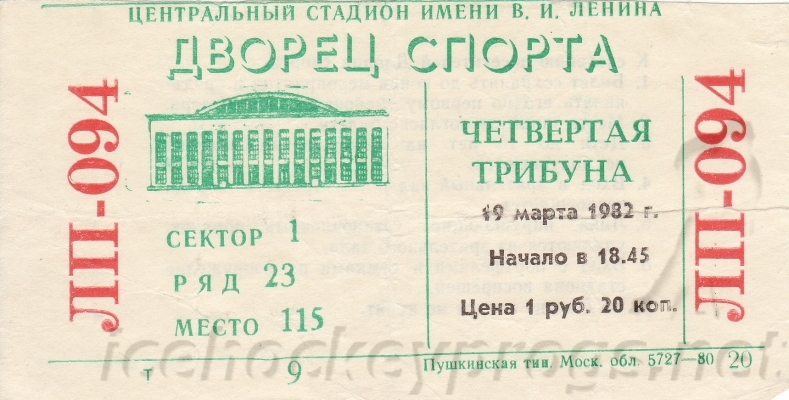 ЦЕНТРАЛЬНЫЙ СТАДИОН ИМЕНИ В. И. ЛЕНИНА
ДВОРЕЦ СПОРТА
ЛП-094
СЕКТОР 1
РЯД 23
МЕСТО 115
ЧЕТВЕРТАЯ
ТРИБУНА
19 марта 1982 г.
Начало в 18.45
Цена 1 руб. 20 коп.
ЛП-094
т 9 Пушкинская тип. Моск. обл. 5727—80 20
icehockeyprogs.net